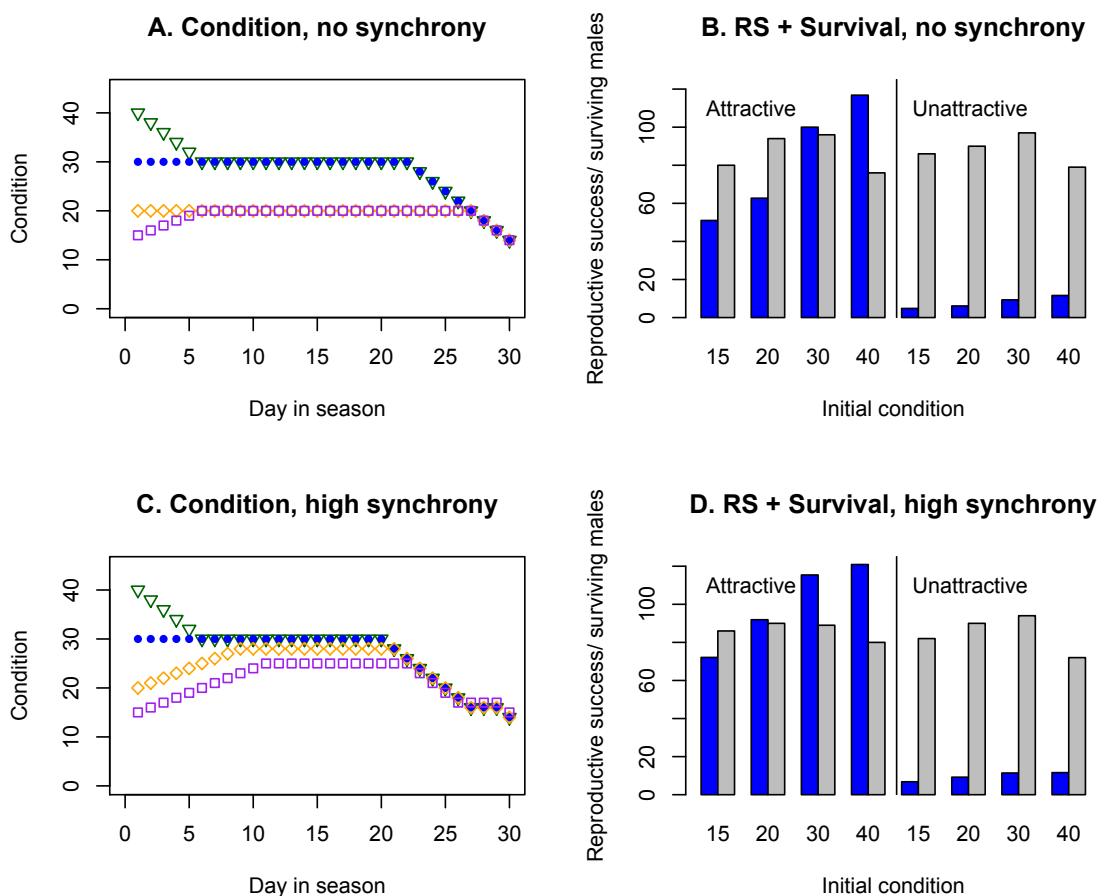 A. Condition, no synchrony
Condition
0 10 20 30 40
0 5 10 15 20 25 30
Day in season
B. RS + Survival, no synchrony
Reproductive success/ surviving males
0 20 60 100
Attractive Unattractive
15 20 30 40 15 20 30 40
Initial condition
C. Condition, high synchrony
Condition
0 10 20 30 40
0 5 10 15 20 25 30
Day in season
D. RS + Survival, high synchrony
Reproductive success/ surviving males
0 20 60 100
Attractive Unattractive
15 20 30 40 15 20 30 40
Initial condition